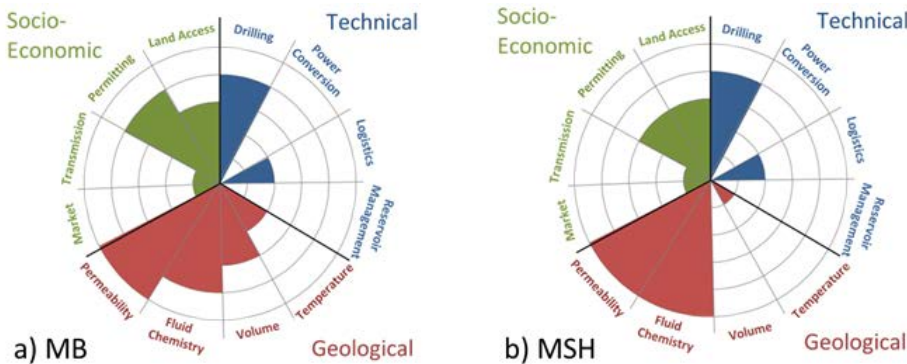 Socio-
Economic
Technical
Land Access
Drilling
Permitting
Power
Conversion
Transmission
Logistics
Market
Reservoir
Management
Permeability
Fluid
Chemistry
Volume
Temperature
a) MB
Geological
Socio-
Economic
Technical
Land Access
Drilling
Permitting
Power
Conversion
Transmission
Logistics
Market
Reservoir
Management
Permeability
Fluid
Chemistry
Volume
Temperature
b) MSH
Geological